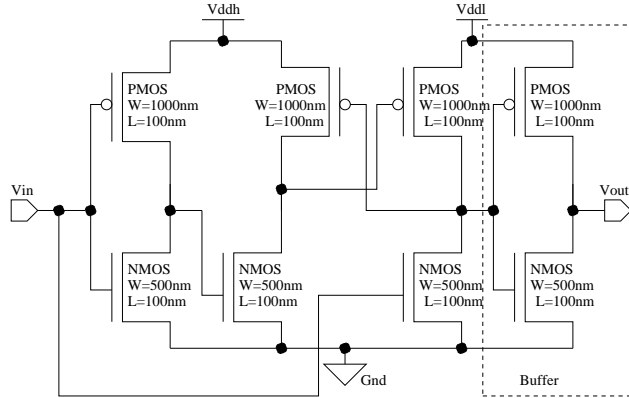 Vddh
Vddl
PMOS
W=1000nm
L=100nm
PMOS
W=1000nm
L=100nm
PMOS
W=1000nm
L=100nm
PMOS
W=1000nm
L=100nm
Vin
Vout
NMOS
W=500nm
L=100nm
NMOS
W=500nm
L=100nm
NMOS
W=500nm
L=100nm
NMOS
W=500nm
L=100nm
Gnd
Buffer